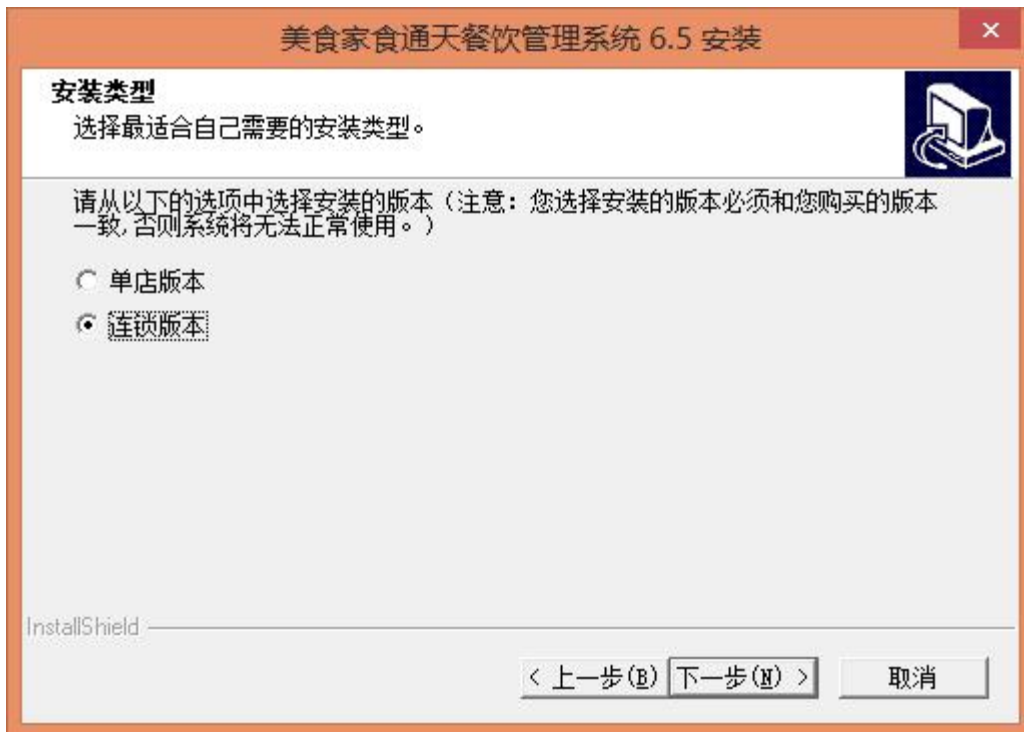 美食家食通天餐饮管理系统 6.5 安装
安装类型
选择最适合自己需要的安装类型。
请从以下的选项中选择安装的版本（注意：您选择安装的版本必须和您购买的版本
一致,否则系统将无法正常使用。）
单店版本
连锁版本
InstallShield
< 上一步(B) 下一步(N) > 取消